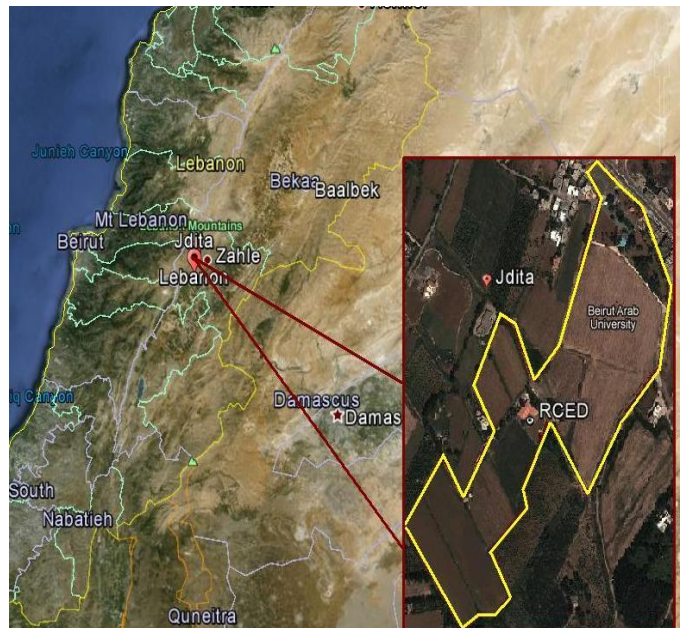 Junieh Canyon
Lebanon
Bekaa
Baalbek
Mt Lebanon
Mountains
Beirut
Jdita
Zahle
Lebanon
Jdita
Beirut Arab
University
RCED
Canyon
Damascus
Damas
South
Nabatieh
Quneitra